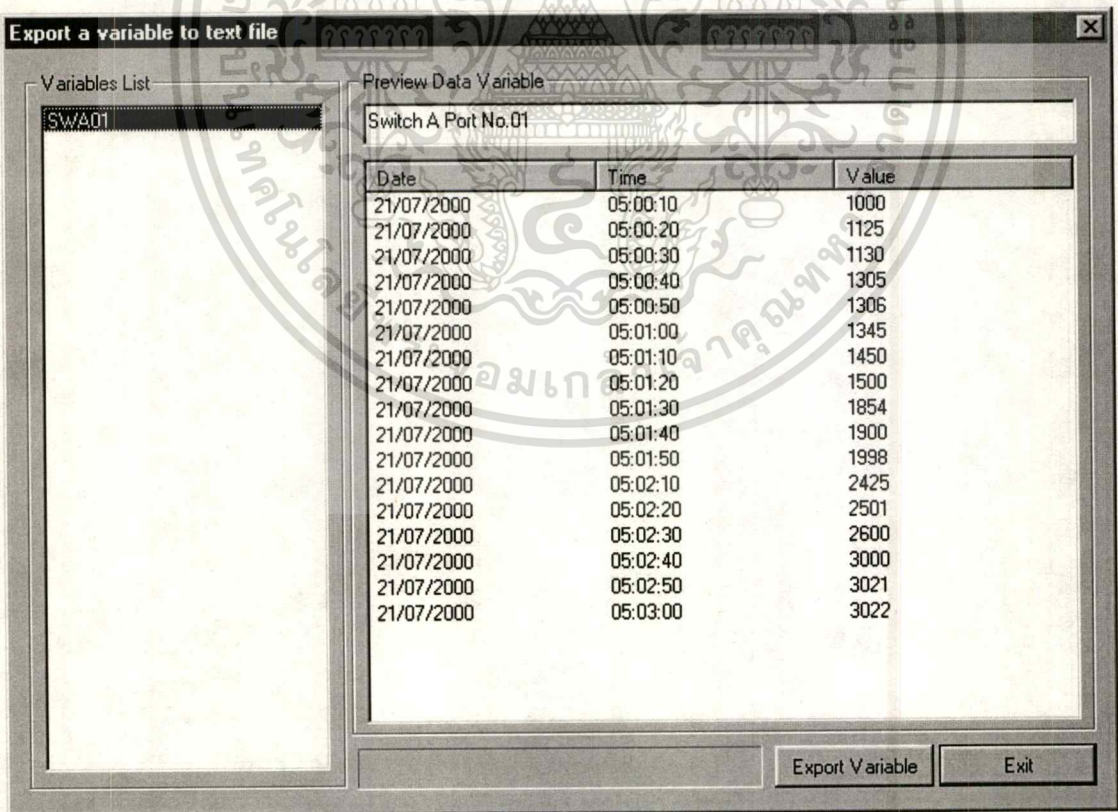 Export a variable to text file
Variables List
SWA01
Preview Data Variable
Switch A Port No.01
Date Time Value
21/07/2000 05:00:10 1000
21/07/2000 05:00:20 1125
21/07/2000 05:00:30 1130
21/07/2000 05:00:40 1305
21/07/2000 05:00:50 1306
21/07/2000 05:01:00 1345
21/07/2000 05:01:10 1450
21/07/2000 05:01:20 1500
21/07/2000 05:01:30 1854
21/07/2000 05:01:40 1900
21/07/2000 05:01:50 1998
21/07/2000 05:02:10 2425
21/07/2000 05:02:20 2501
21/07/2000 05:02:30 2600
21/07/2000 05:02:40 3000
21/07/2000 05:02:50 3021
21/07/2000 05:03:00 3022
Export Variable Exit